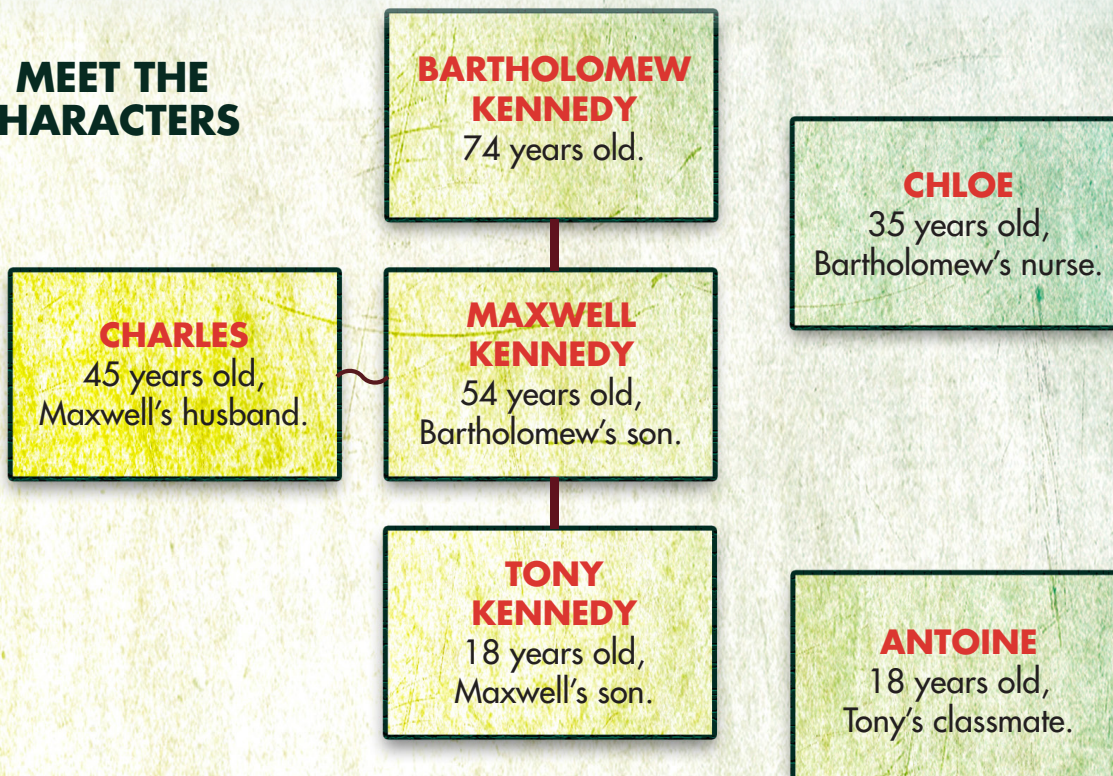 MEET THE
HARACTERS
BARTHOLOMEW
KENNEDY
74 years old.
CHLOE
35 years old,
Bartholomew's nurse.
CHARLES
45 years old,
Maxwell's husband.
MAXWELL
KENNEDY
54 years old,
Bartholomew's son.
TONY
KENNEDY
18 years old,
Maxwell's son.
ANTOINE
18 years old,
Tony's classmate.